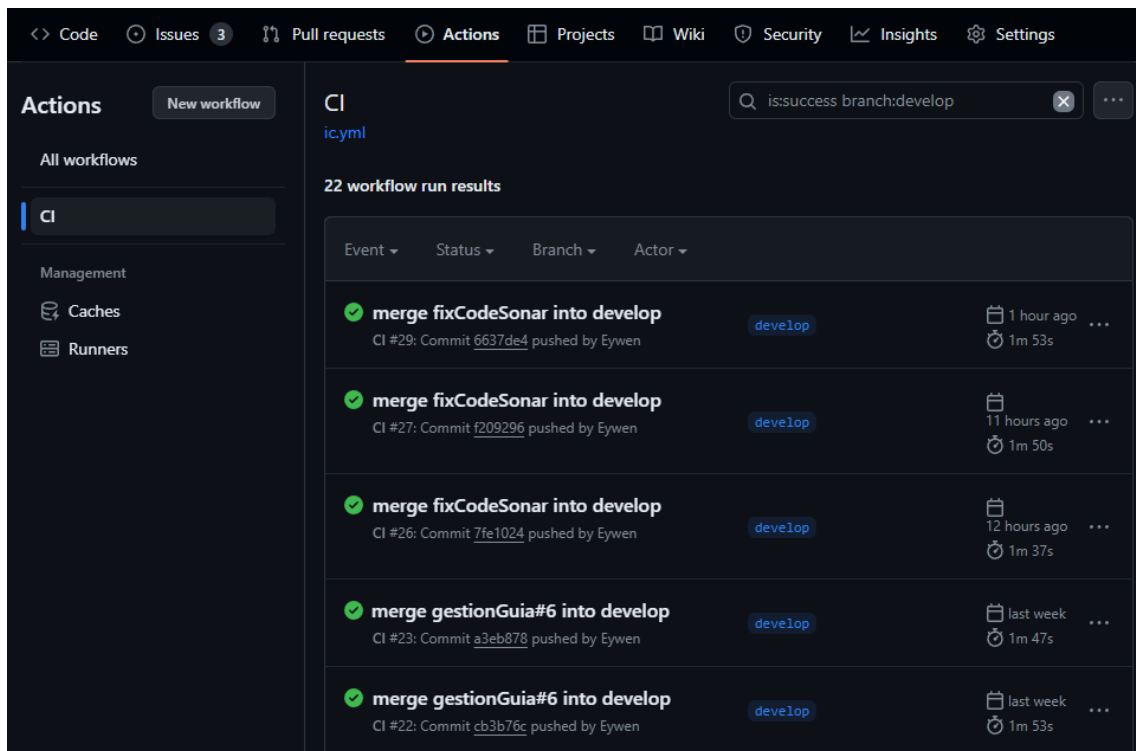 Code Issues 3 Pull requests Actions Projects Wiki Security Insights Settings
Actions
New workflow
All workflows
CI
Management
Caches
Runners
CI
ic.yml
is:success branch:develop
22 workflow run results
Event Status Branch Actor
merge fixCodeSonar into develop
CI #29: Commit 6637de4 pushed by Eywen
develop
1 hour ago
1m 53s
merge fixCodeSonar into develop
CI #27: Commit f209296 pushed by Eywen
develop
11 hours ago
1m 50s
merge fixCodeSonar into develop
CI #26: Commit 7fe1024 pushed by Eywen
develop
12 hours ago
1m 37s
merge gestionGuia#6 into develop
CI #23: Commit a3eb878 pushed by Eywen
develop
last week
1m 47s
merge gestionGuia#6 into develop
CI #22: Commit cb3b76c pushed by Eywen
develop
last week
1m 53s